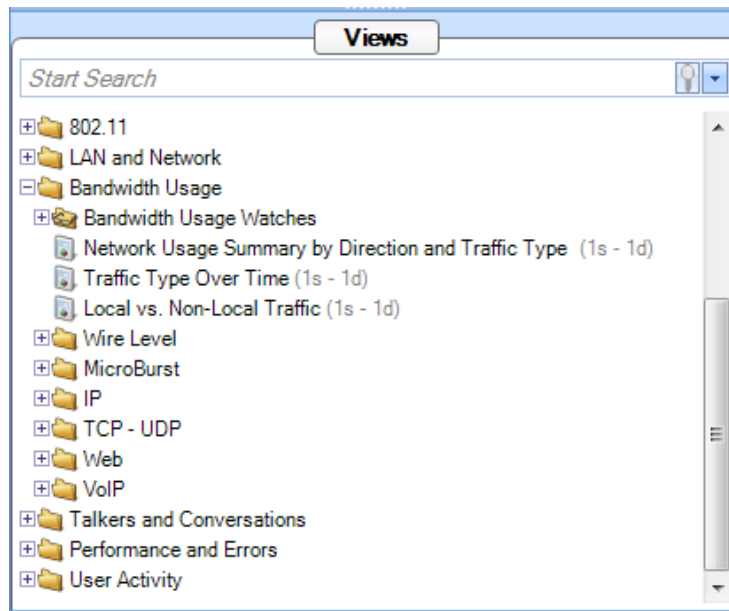 Views
Start Search
802.11
LAN and Network
Bandwidth Usage
Bandwidth Usage Watches
Network Usage Summary by Direction and Traffic Type (1s - 1d)
Traffic Type Over Time (1s - 1d)
Local vs. Non-Local Traffic (1s - 1d)
Wire Level
MicroBurst
IP
TCP - UDP
Web
VoIP
Talkers and Conversations
Performance and Errors
User Activity